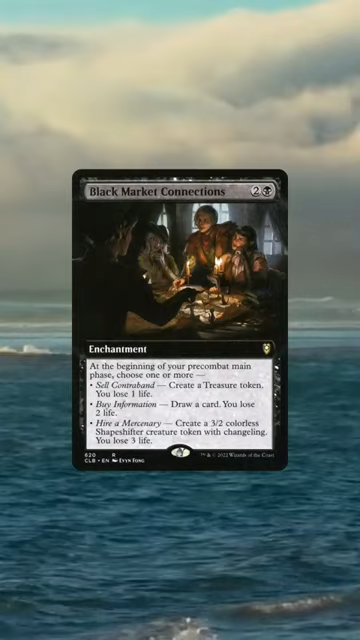 Black Market Connections 2
Enchantment
At the beginning of your precombat main
phase, choose one or more —
• Sell Contraband — Create a Treasure token.
You lose 1 life.
• Buy Information — Draw a card. You lose
2 life.
• Hire a Mercenary — Create a 3/2 colorless
Shapeshifter creature token with changeling.
You lose 3 life.
620 R
CLB • EN Evyn Fong
™ & © 2022 Wizards of the Coast